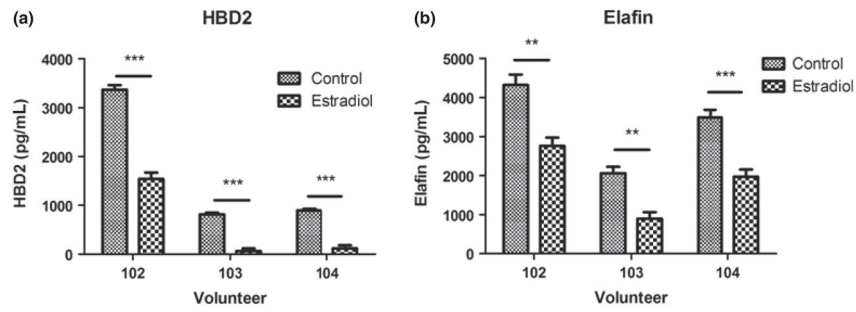 (a)
HBD2
4000
3000
2000
1000
0
HBD2 (pg/mL)
***
***
***
Control
Estradiol
102
103
104
Volunteer
(b)
Elafin
5000
4000
3000
2000
1000
0
Elafin (pg/mL)
**
**
***
Control
Estradiol
102
103
104
Volunteer